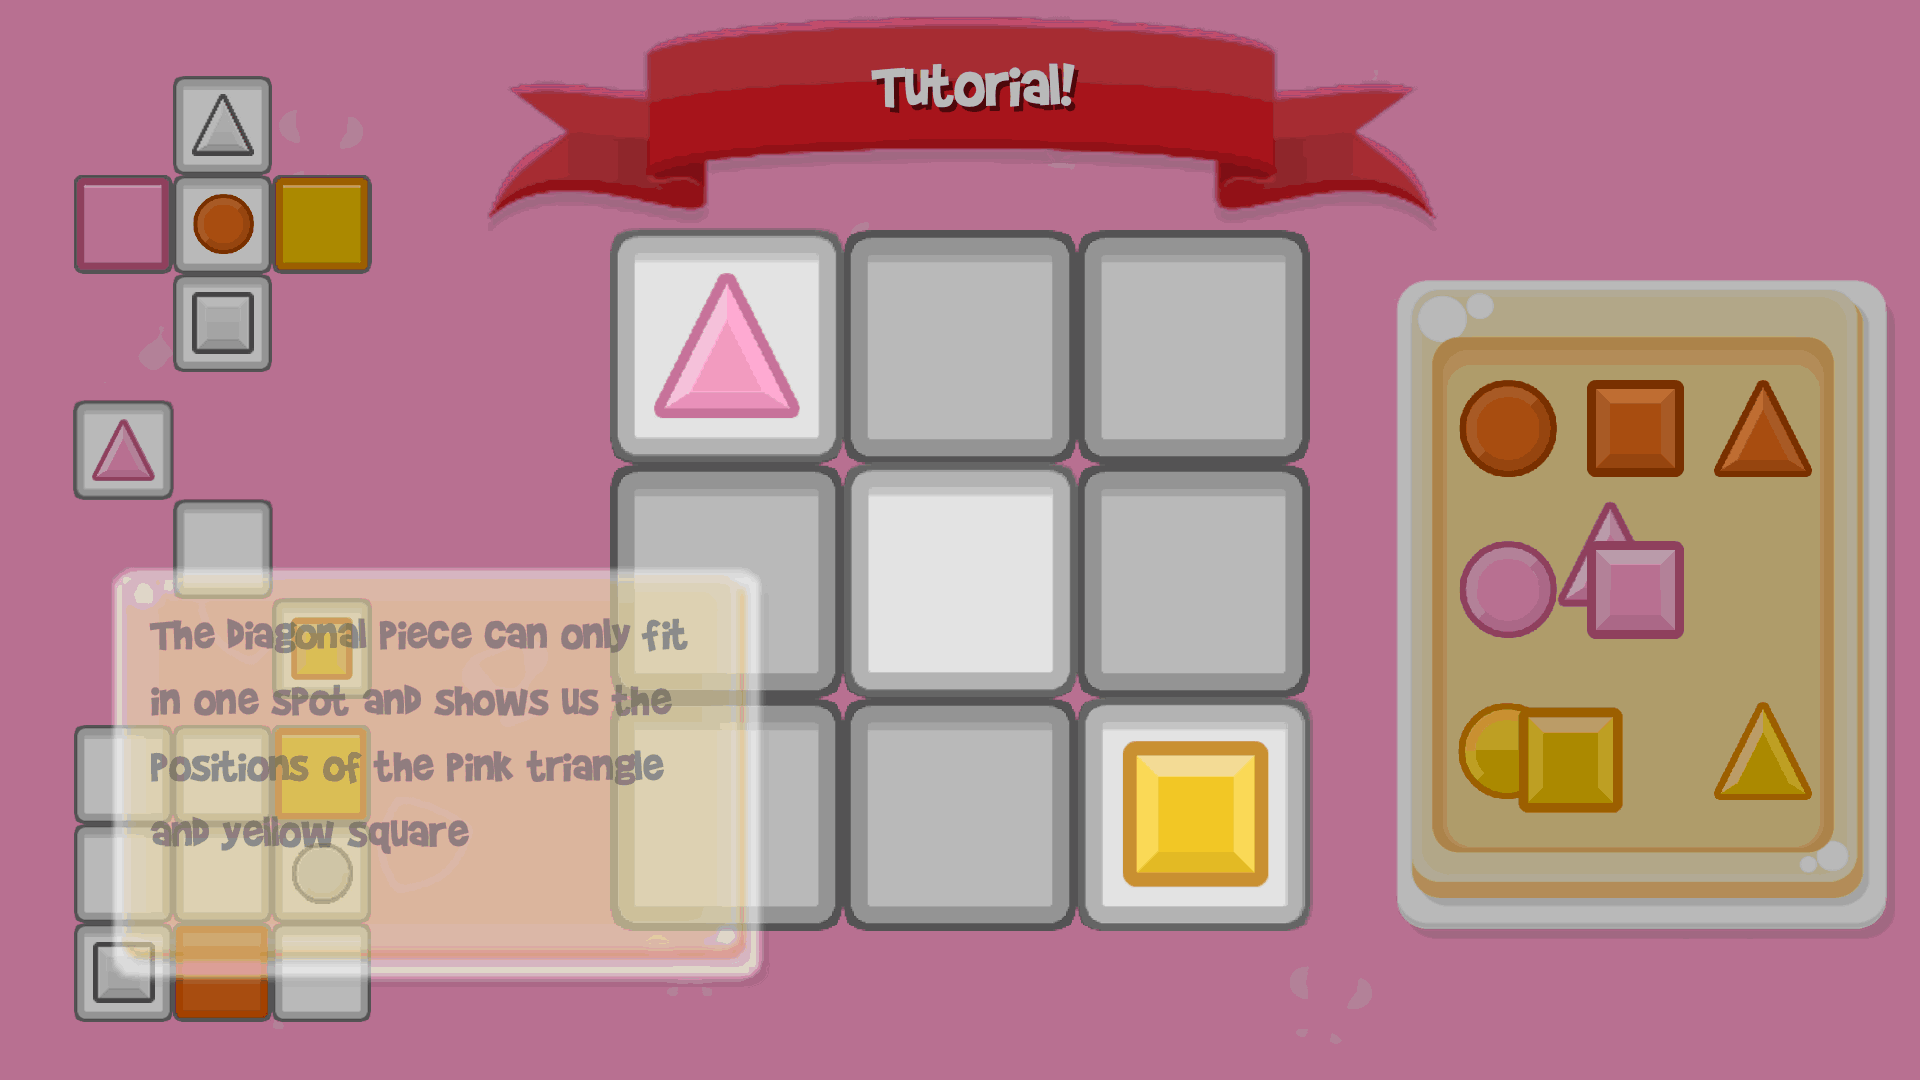 Tutorial!
The Diagonal Piece can only fit
in one spot and shows us the
Positions of the Pink triangle
and yellow square